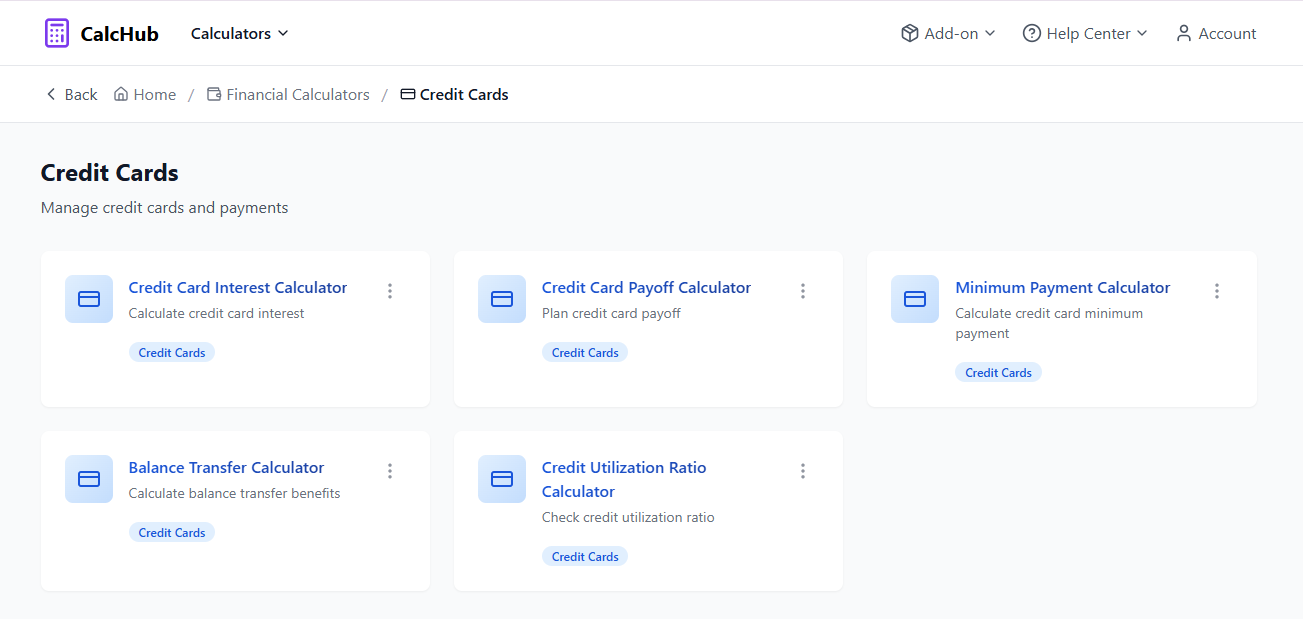 CalcHub Calculators Add-on Help Center Account
Back Home / Financial Calculators / Credit Cards
Credit Cards
Manage credit cards and payments
Credit Card Interest Calculator
Calculate credit card interest
Credit Cards
Credit Card Payoff Calculator
Plan credit card payoff
Credit Cards
Minimum Payment Calculator
Calculate credit card minimum
payment
Credit Cards
Balance Transfer Calculator
Calculate balance transfer benefits
Credit Cards
Credit Utilization Ratio
Calculator
Check credit utilization ratio
Credit Cards